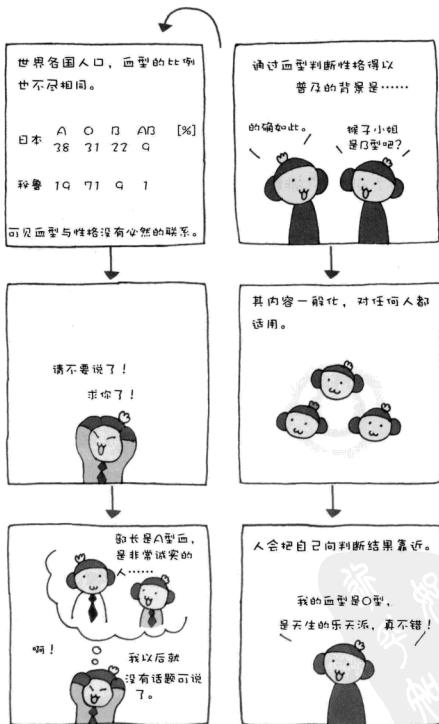 通过血型判断性格得以
普及的背景是……
猴子小姐
是B型吧？
的确如此。
其内容一般化，对任何人都
适用。
人会把自己向判断结果靠近。
我的血型是O型，
是天生的乐天派，真不错！
世界各国人口，血型的比例
也不尽相同。
A O B AB [%]
日本 38 31 22 9
秘鲁 19 71 9 1
可见血型与性格没有必然的联系。
请不要说了！
求你了！
部长是A型血，
是非常诚实的
人……
啊！
我以后就
没有话题可说
了。